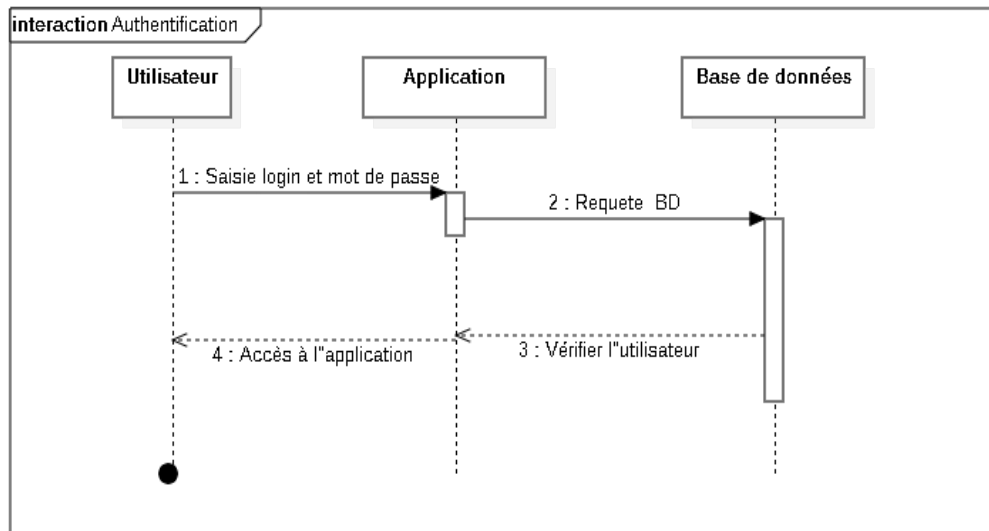 interaction Authentification
Utilisateur
Application
Base de données
1 : Saisie login et mot de passe
2 : Requete BD
3 : Vérifier l"utilisateur
4 : Accès à l"application